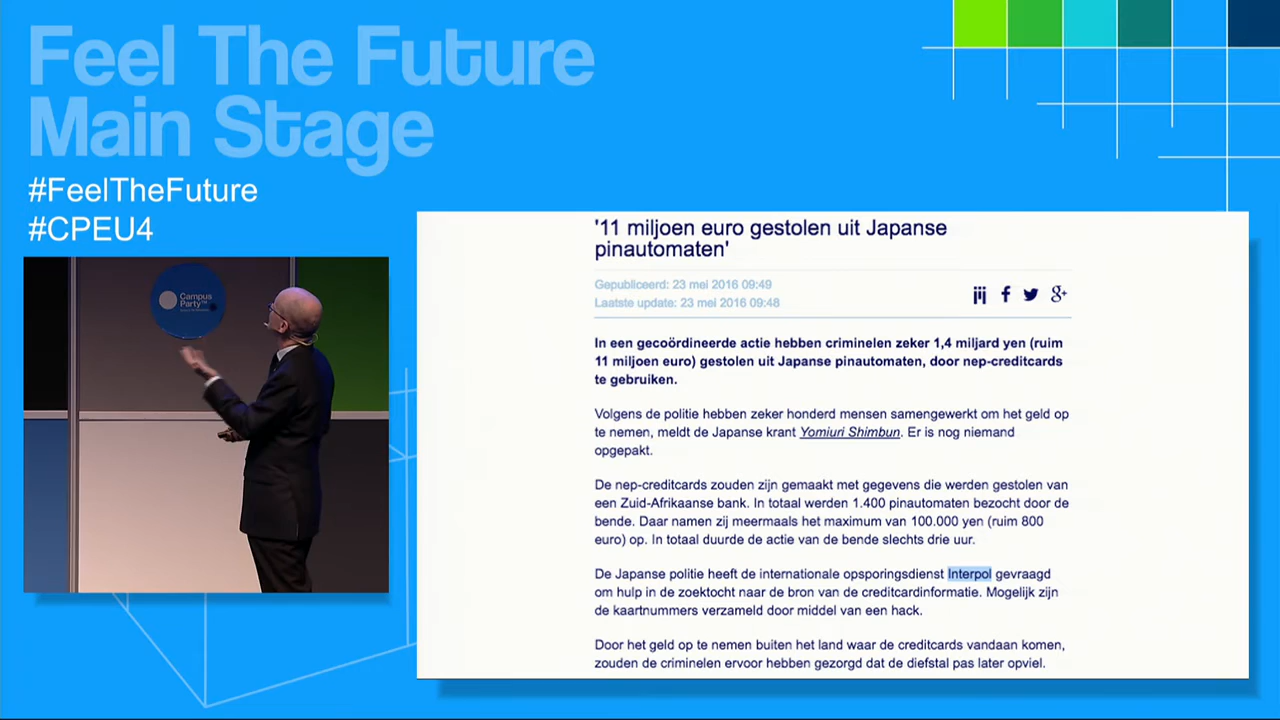 Feel The Future
Main Stage
#FeelTheFuture
#CPEU4
Campus
Party™
'11 miljoen euro gestolen uit Japanse
pinautomaten'
Gepubliceerd: 23 mei 2016 09:49
Laatste update: 23 mei 2016 09:48
In een gecoördineerde actie hebben criminelen zeker 1,4 miljard yen (ruim
11 miljoen euro) gestolen uit Japanse pinautomaten, door nep-creditcards
te gebruiken.
Volgens de politie hebben zeker honderd mensen samengewerkt om het geld op
te nemen, meldt de Japanse krant Yomiuri Shimbun. Er is nog niemand
opgepakt.
De nep-creditcards zouden zijn gemaakt met gegevens die werden gestolen van
een Zuid-Afrikaanse bank. In totaal werden 1.400 pinautomaten bezocht door de
bende. Daar namen zij meermaals het maximum van 100.000 yen (ruim 800
euro) op. In totaal duurde de actie van de bende slechts drie uur.
De Japanse politie heeft de internationale opsporingsdienst Interpol gevraagd
om hulp in de zoektocht naar de bron van de creditcardinformatie. Mogelijk zijn
de kaartnummers verzameld door middel van een hack.
Door het geld op te nemen buiten het land waar de creditcards vandaan komen,
zouden de criminelen ervoor hebben gezorgd dat de diefstal pas later opviel.